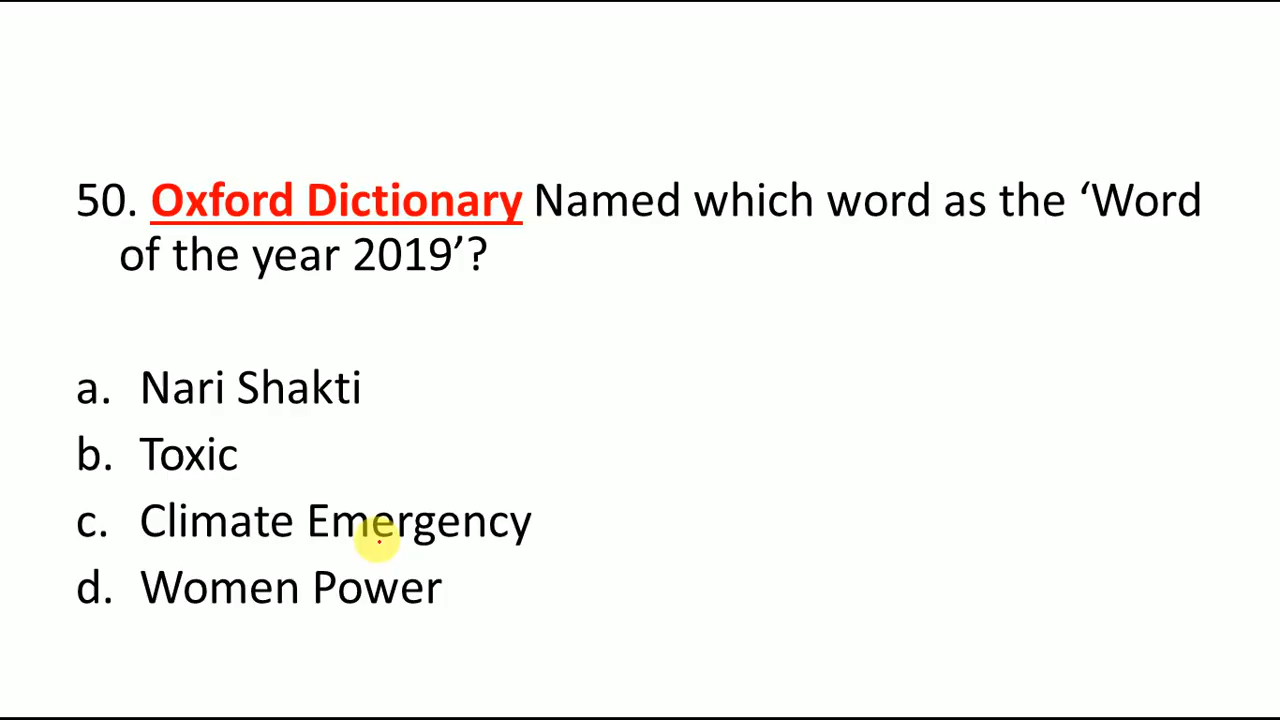 50. Oxford Dictionary Named which word as the ‘Word
of the year 2019’?
a. Nari Shakti
b. Toxic
c. Climate Emergency
d. Women Power